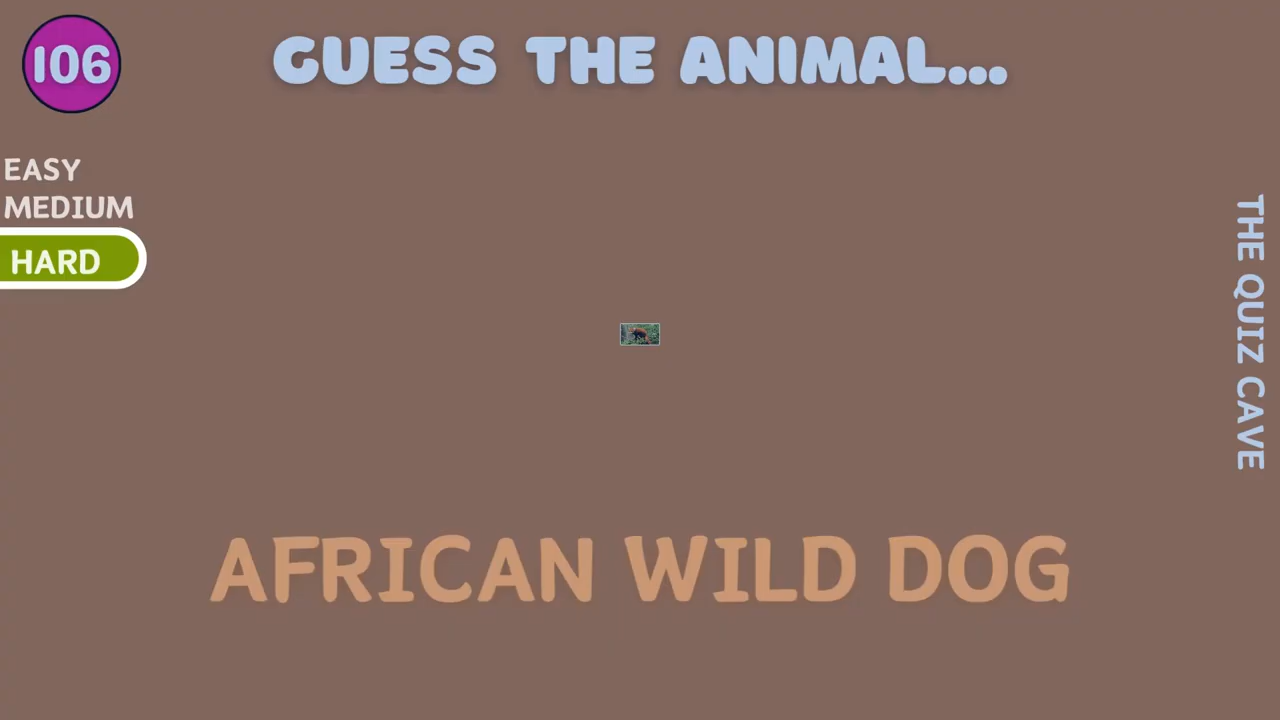 106
GUESS THE ANIMAL...
EASY
MEDIUM
HARD
THE QUIZ CAVE
AFRICAN WILD DOG